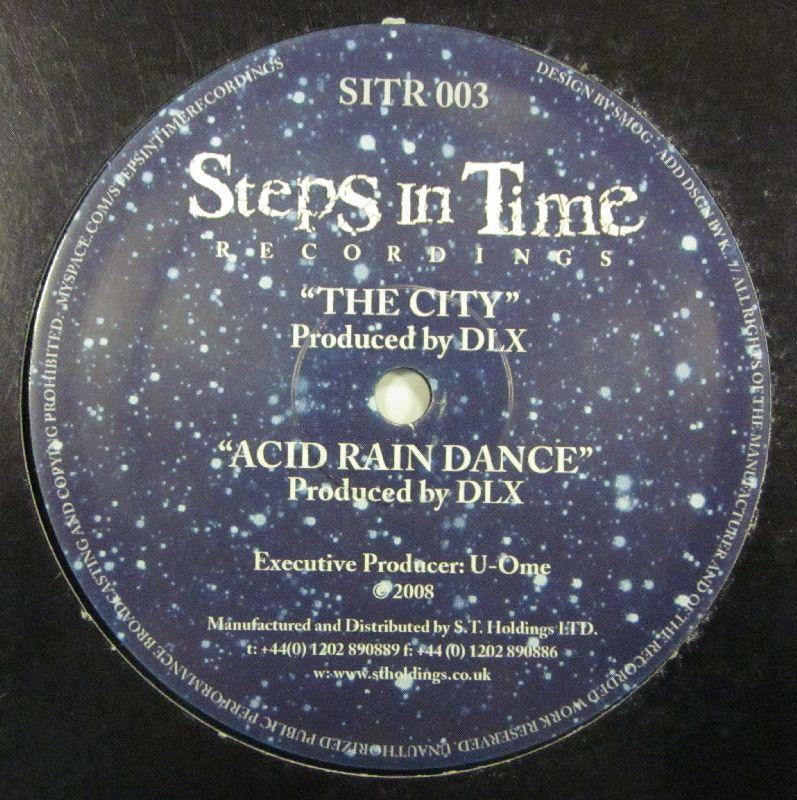 SITR 003
Steps in Time
RECORDINGS
“THE CITY”
Produced by DLX
“ACID RAIN DANCE”
Produced by DLX
Executive Producer: U-Ome
© 2008
Manufactured and Distributed by S.T. Holdings LTD.
t: +44(0) 1202 890889 f: +44 (0) 1202 890886
w: www.stholdings.co.uk
DESIGN BY SMOG - ADD DSGN BY K. 7// ALL RIGHTS OF THE MANUFACTURER AND OF THE RECORDED WORK RESERVED. UNAUTHORIZED PUBLIC PERFORMANCE BROADCASTING AND COPYING PROHIBITED. MYSPACE.COM/STEPSINTIMERECORDINGS